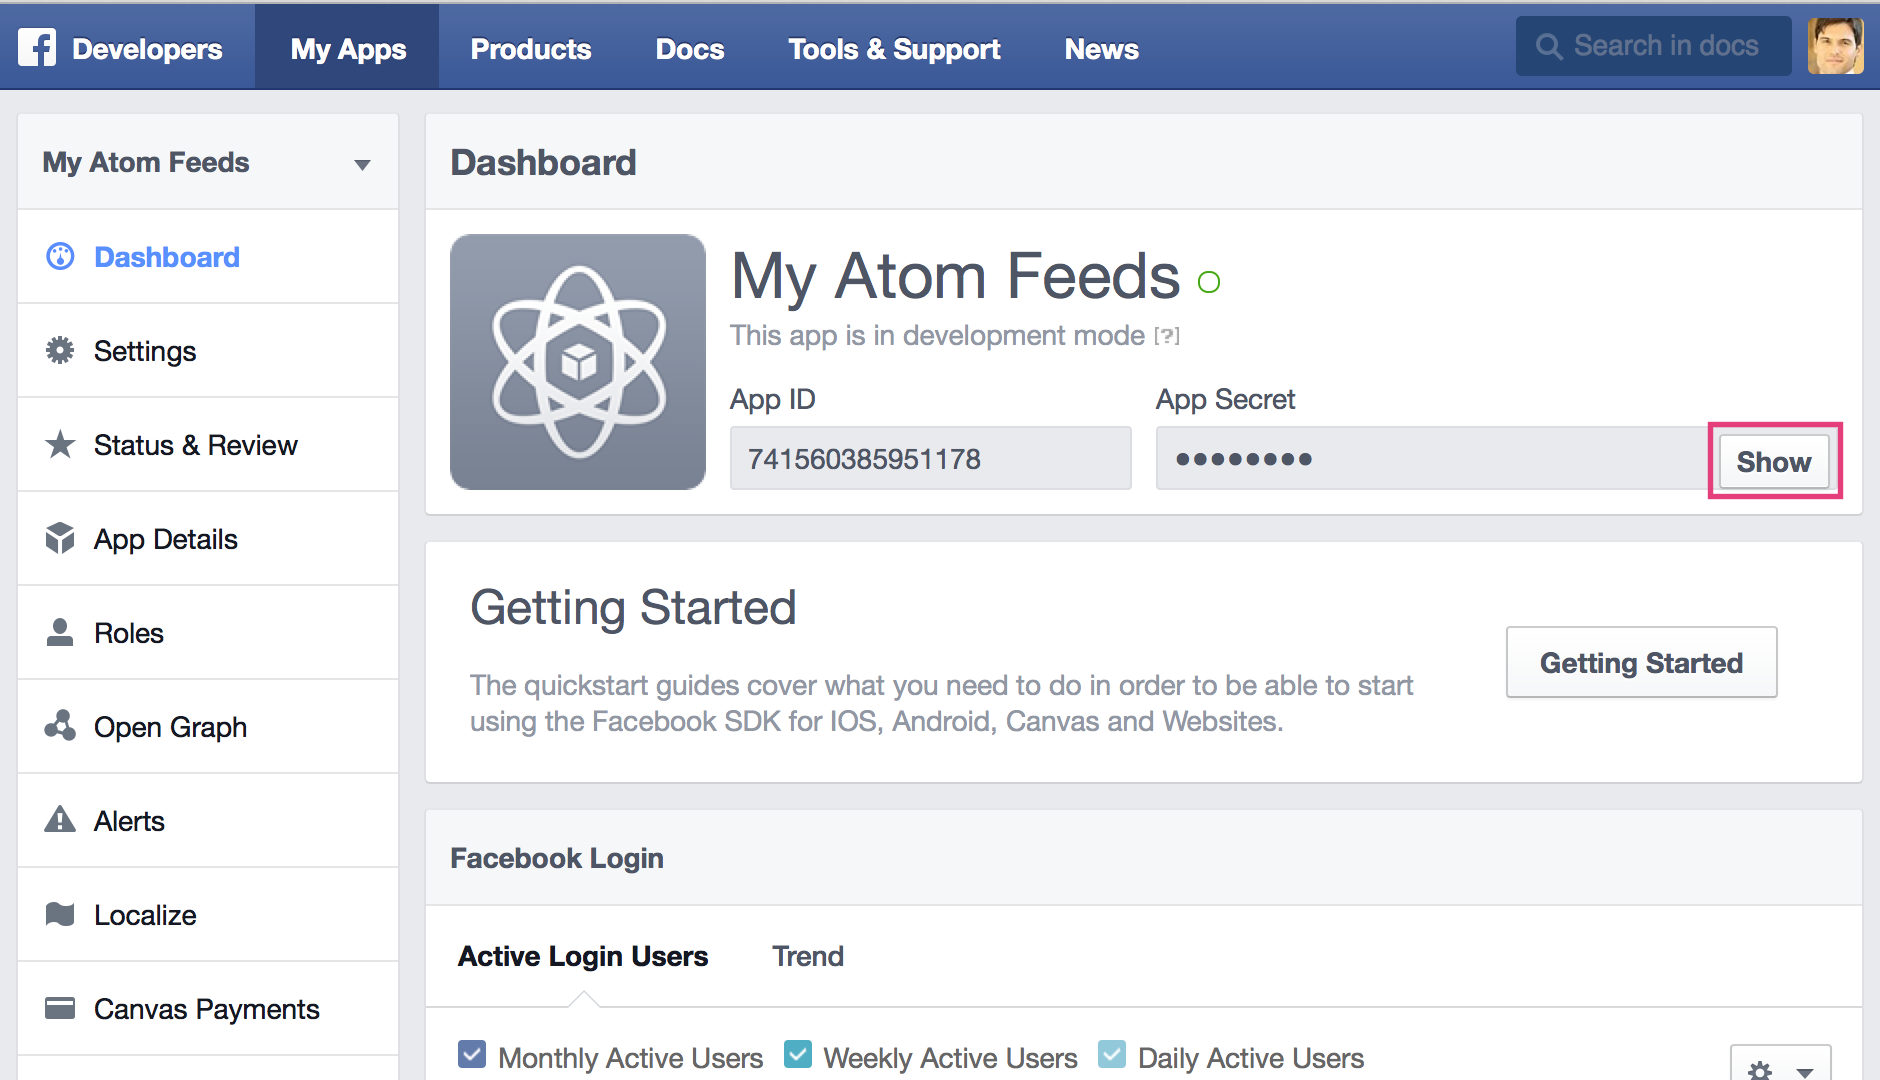 Developers My Apps Products Docs Tools & Support News Search in docs
My Atom Feeds
Dashboard
Settings
Status & Review
App Details
Roles
Open Graph
Alerts
Localize
Canvas Payments
Dashboard
My Atom Feeds
This app is in development mode [?]
App ID
741560385951178
App Secret
●●●●●●●● Show
Getting Started
The quickstart guides cover what you need to do in order to be able to start
using the Facebook SDK for IOS, Android, Canvas and Websites.
Getting Started
Facebook Login
Active Login Users Trend
Monthly Active Users Weekly Active Users Daily Active Users